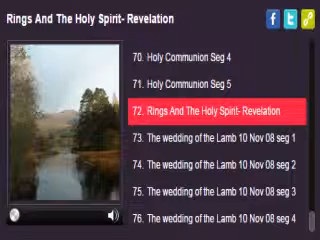 Rings And The Holy Spirit- Revelation
70. Holy Communion Seg 4
71. Holy Communion Seg 5
72. Rings And The Holy Spirit- Revelation
73. The wedding of the Lamb 10 Nov 08 seg 1
74. The wedding of the Lamb 10 Nov 08 seg 2
75. The wedding of the Lamb 10 Nov 08 seg 3
76. The wedding of the Lamb 10 Nov 08 seg 4